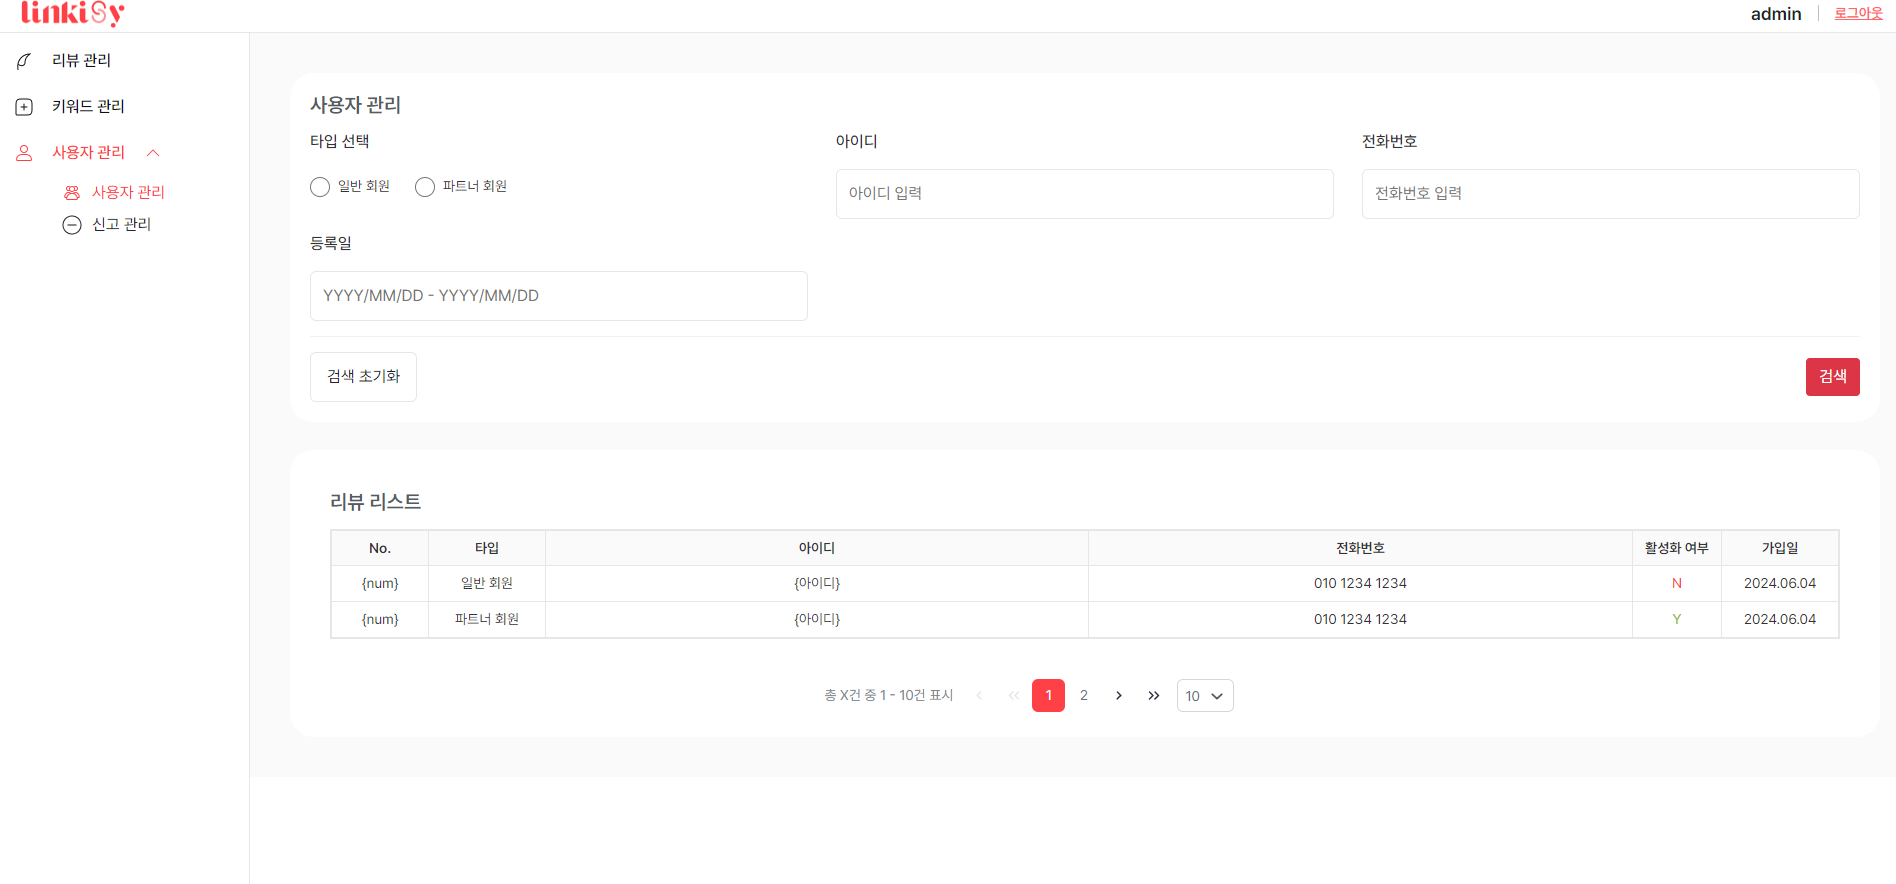 linkisy
admin
로그아웃
리뷰 관리
키워드 관리
사용자 관리
사용자 관리
신고 관리
사용자 관리
타입 선택
일반 회원 파트너 회원
아이디
아이디 입력
전화번호
전화번호 입력
등록일
YYYY/MM/DD - YYYY/MM/DD
검색 초기화
검색
리뷰 리스트
No. 타입 아이디 전화번호 활성화 여부 가입일
{num} 일반 회원 {아이디} 010 1234 1234 N 2024.06.04
{num} 파트너 회원 {아이디} 010 1234 1234 Y 2024.06.04
총 X건 중 1 - 10건 표시 ‹ « 1 2 › » 10